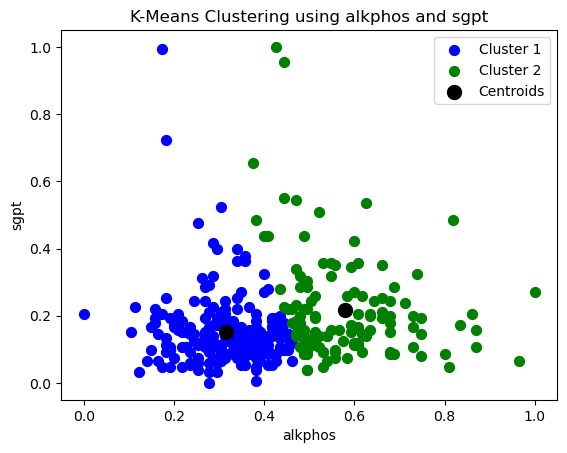 K-Means Clustering using alkphos and sgpt
Cluster 1
Cluster 2
Centroids
1.0
0.8
0.6
0.4
0.2
0.0
sgpt
0.0 0.2 0.4 0.6 0.8 1.0
alkphos